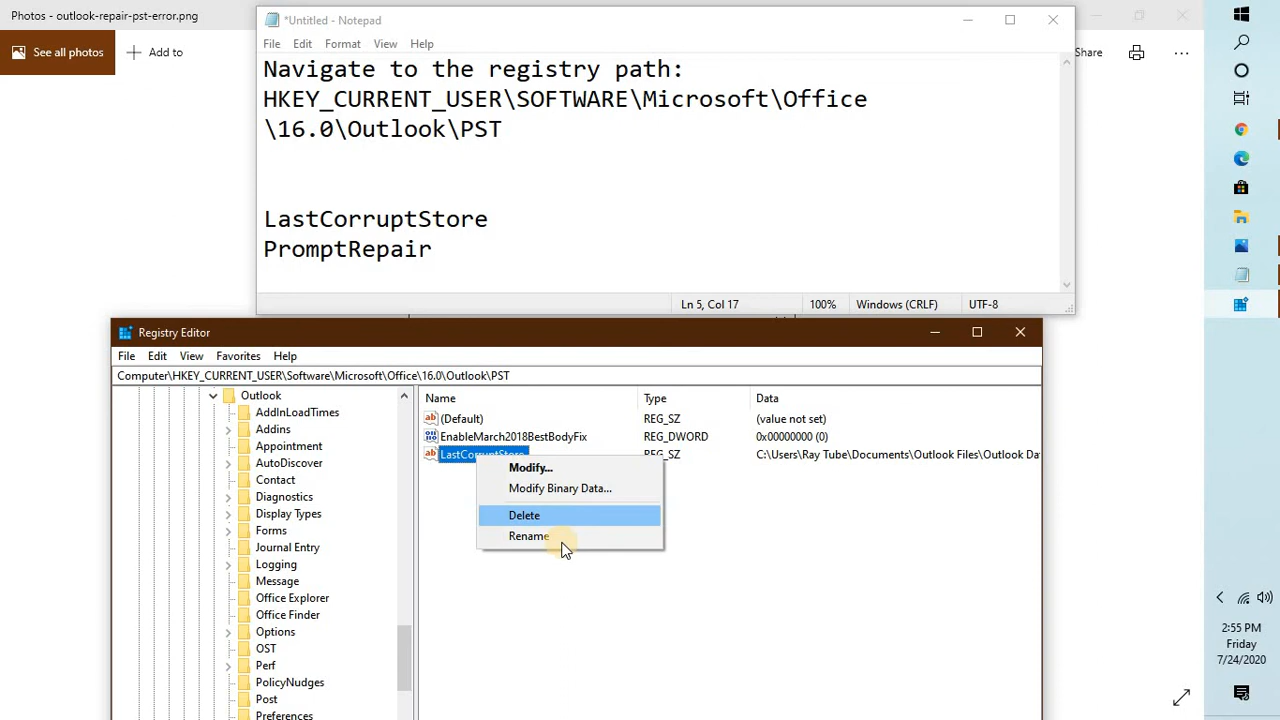 Photos - outlook-repair-pst-error.png
See all photos
Add to
Share
*Untitled - Notepad
File Edit Format View Help
Navigate to the registry path:
HKEY_CURRENT_USER\SOFTWARE\Microsoft\Office
\16.0\Outlook\PST
LastCorruptStore
PromptRepair
Ln 5, Col 17 100% Windows (CRLF) UTF-8
Registry Editor
File Edit View Favorites Help
Computer\HKEY_CURRENT_USER\Software\Microsoft\Office\16.0\Outlook\PST
Outlook
AddInLoadTimes
Addins
Appointment
AutoDiscover
Contact
Diagnostics
Display Types
Forms
Journal Entry
Logging
Message
Office Explorer
Office Finder
Options
OST
Perf
PolicyNudges
Post
Preferences
Name Type Data
(Default) REG_SZ (value not set)
EnableMarch2018BestBodyFix REG_DWORD 0x00000000 (0)
LastCorruptStore REG_SZ C:\Users\Ray Tube\Documents\Outlook Files\Outlook Da
Modify...
Modify Binary Data...
Delete
Rename
2:55 PM
Friday
7/24/2020